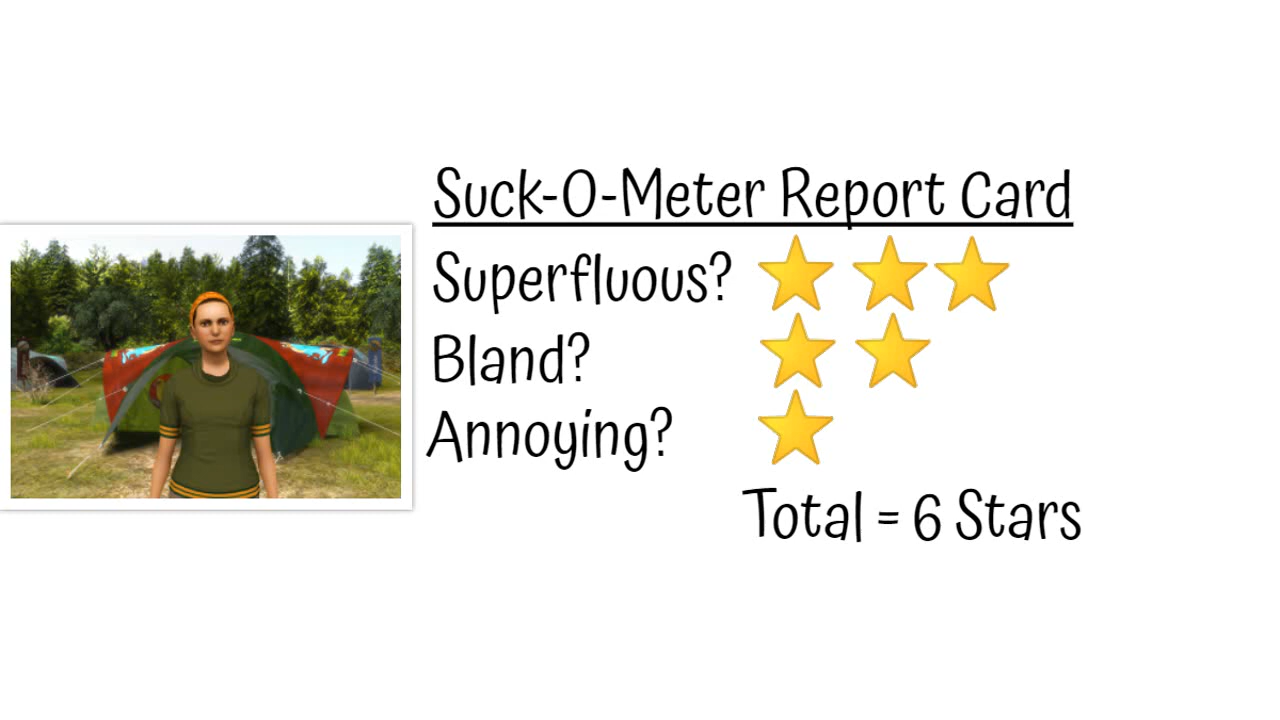 Suck-O-Meter Report Card
Superfluous?
Bland?
Annoying?
Total = 6 Stars